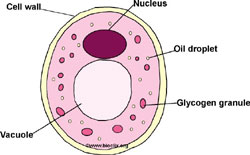 Nucleus
Cell wall
Oil droplet
Glycogen granule
Vacuole